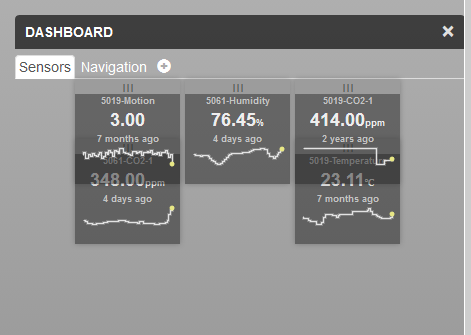 DASHBOARD ×
Sensors Navigation +
5019-Motion
3.00
7 months ago
5061-Humidity
76.45%
4 days ago
5019-CO2-1
414.00ppm
2 years ago
5061-CO2-1
348.00ppm
4 days ago
5019-Temperatu
23.11°C
7 months ago